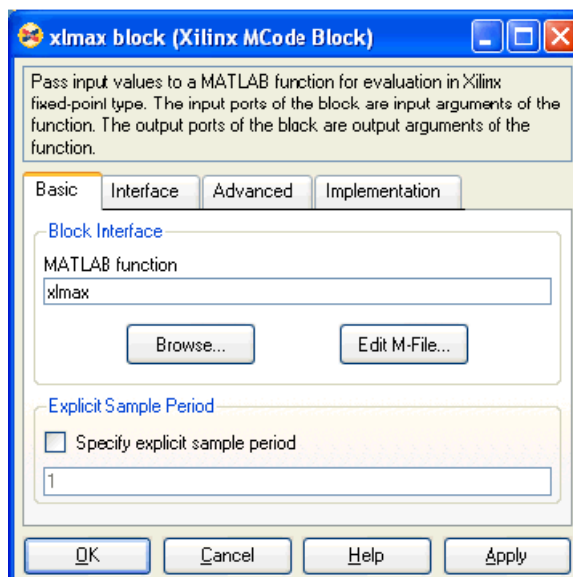 xlmax block (Xilinx MCode Block)
Pass input values to a MATLAB function for evaluation in Xilinx
fixed-point type. The input ports of the block are input arguments of the
function. The output ports of the block are output arguments of the
function.
Basic Interface Advanced Implementation
Block Interface
MATLAB function
xlmax
Browse... Edit M-File...
Explicit Sample Period
Specify explicit sample period
1
OK Cancel Help Apply